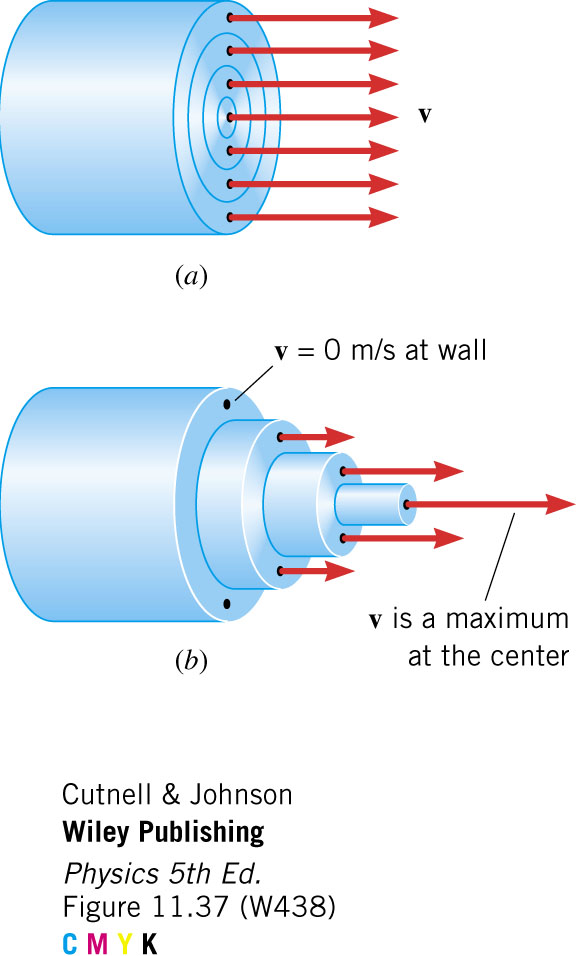 v
(a)
v = 0 m/s at wall
v is a maximum
at the center
(b)
Cutnell & Johnson
Wiley Publishing
Physics 5th Ed.
Figure 11.37 (W438)
C M Y K